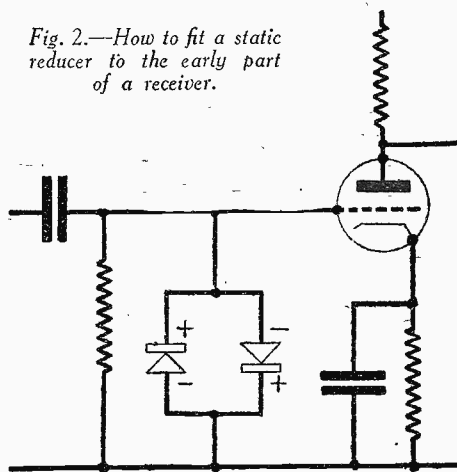 Fig. 2.—How to fit a static
reducer to the early part
of a receiver.
+
-
-
+